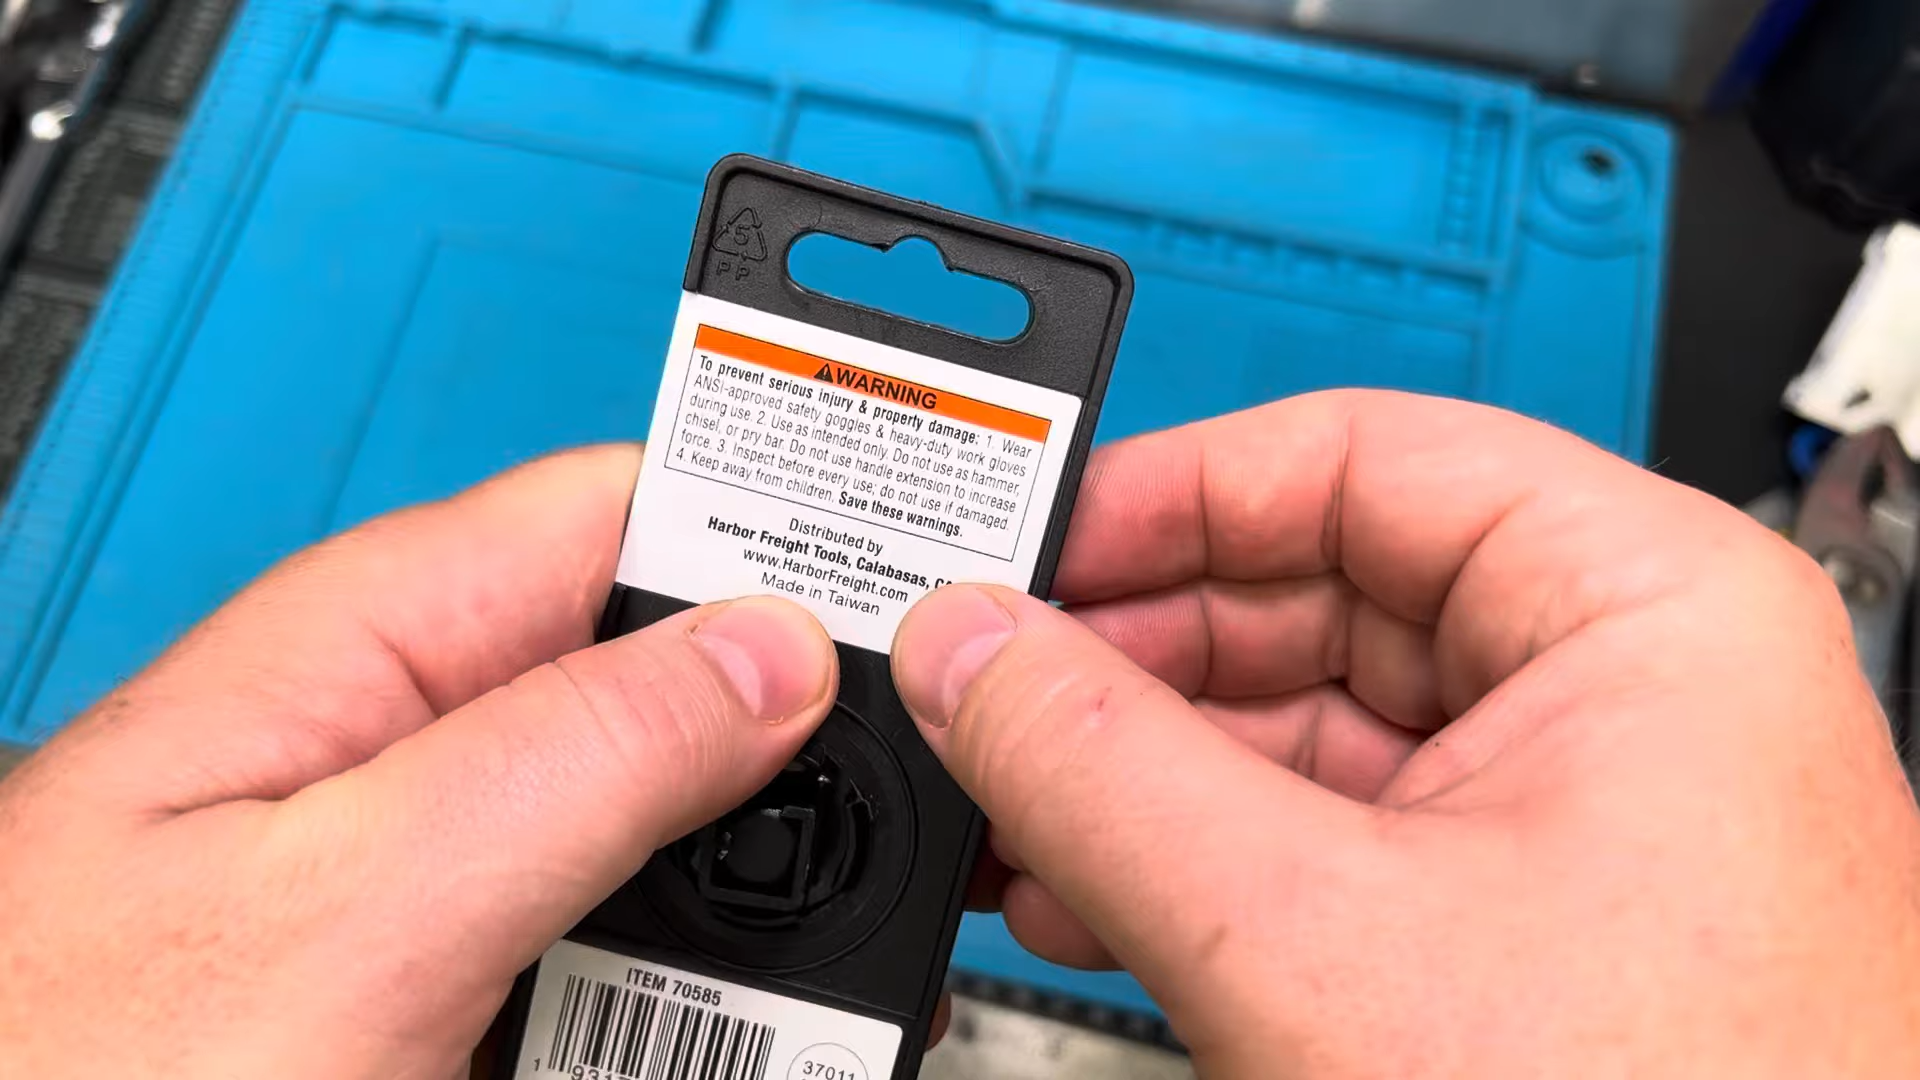 5
PP
WARNING
To prevent serious injury & property damage: 1. Wear
ANSI-approved safety goggles & heavy-duty work gloves
during use. 2. Use as intended only. Do not use as hammer,
chisel, or pry bar. Do not use handle extension to increase
force. 3. Inspect before every use; do not use if damaged.
4. Keep away from children. Save these warnings.
Distributed by
Harbor Freight Tools, Calabasas,
www.HarborFreight.com
Made in Taiwan
ITEM 70585
37011
1